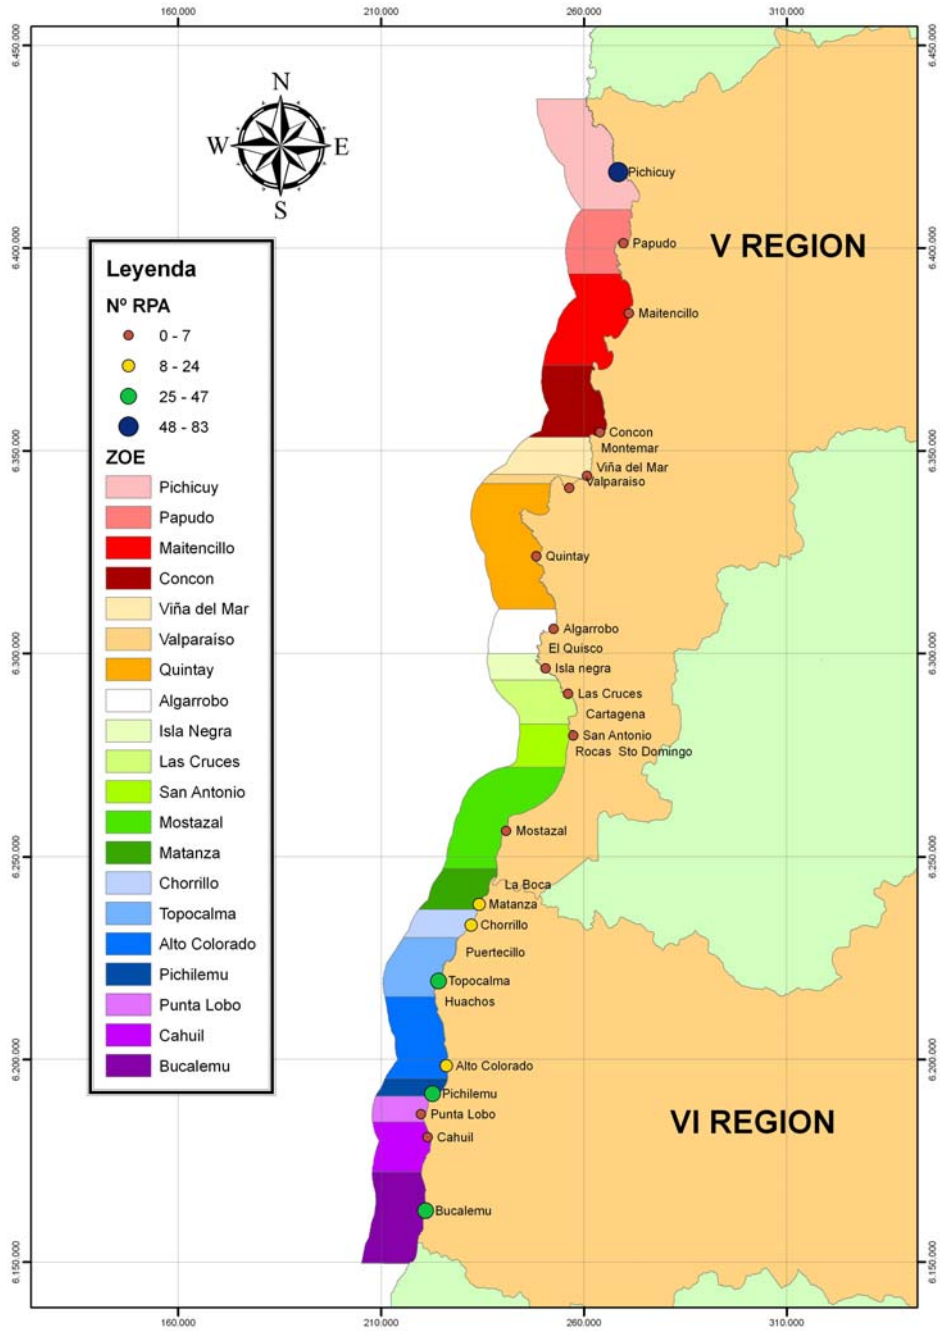 160.000 210.000 260.000 310.000
6.450.000 6.450.000
N
W E
S
Pichicuy
6.400.000 Papudo V REGION 6.400.000
Maitencillo
Leyenda
Nº RPA
0 - 7
8 - 24
25 - 47
48 - 83
ZOE
Pichicuy
Papudo
Maitencillo
Concon
Viña del Mar
Valparaiso
Quintay
Algarrobo
Isla Negra
Las Cruces
San Antonio
Mostazal
Matanza
Chorrillo
Topocalma
Alto Colorado
Pichilemu
Punta Lobo
Cahuil
Bucalemu
Concon
Montemar
6.350.000 6.350.000
Viña del Mar
Valparaiso
Quintay
Algarrobo
El Quisco
6.300.000 6.300.000
Isla negra
Las Cruces
Cartagena
San Antonio
Rocas Sto Domingo
Mostazal
6.250.000 6.250.000
La Boca
Matanza
Chorrillo
Puertecillo
Topocalma
Huachos
6.200.000 6.200.000
Alto Colorado
Pichilemu
Punta Lobo
VI REGION
Cahuil
Bucalemu
6.150.000 6.150.000
160.000 210.000 260.000 310.000